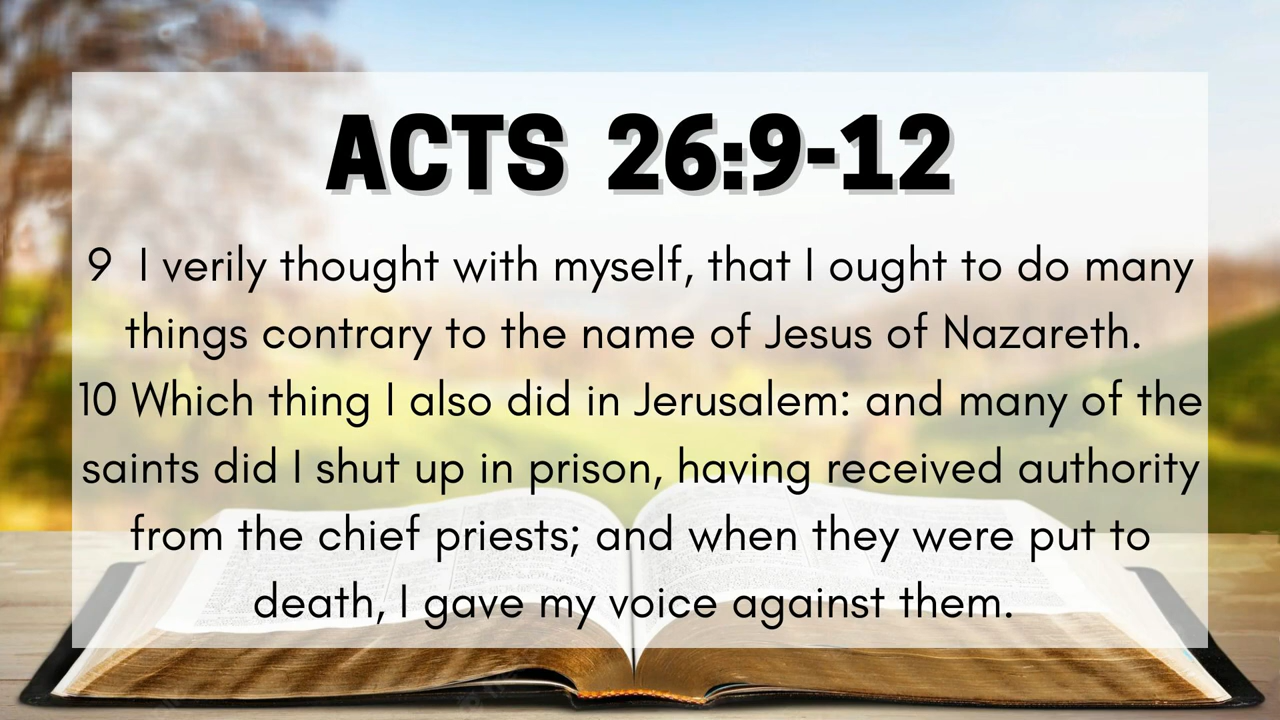 ACTS 26:9-12
9 I verily thought with myself, that I ought to do many
things contrary to the name of Jesus of Nazareth.
10 Which thing I also did in Jerusalem: and many of the
saints did I shut up in prison, having received authority
from the chief priests; and when they were put to
death, I gave my voice against them.